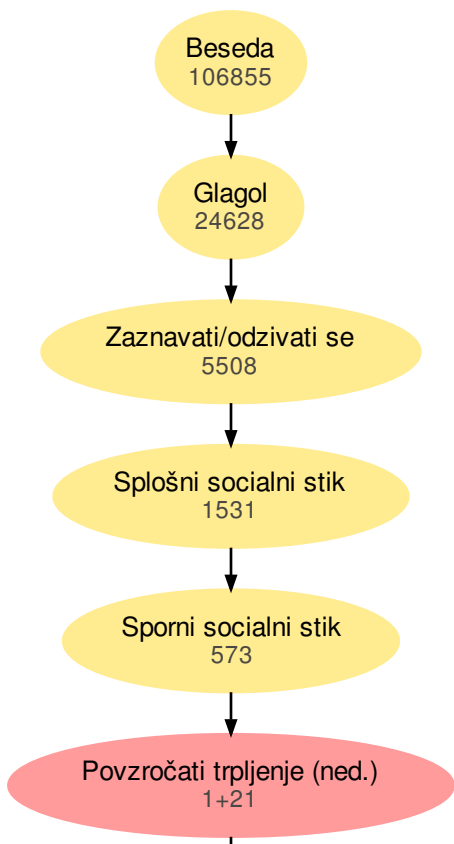 Beseda
106855
Glagol
24628
Zaznavati/odzivati se
5508
Splošni socialni stik
1531
Sporni socialni stik
573
Povzročati trpljenje (ned.)
1+21